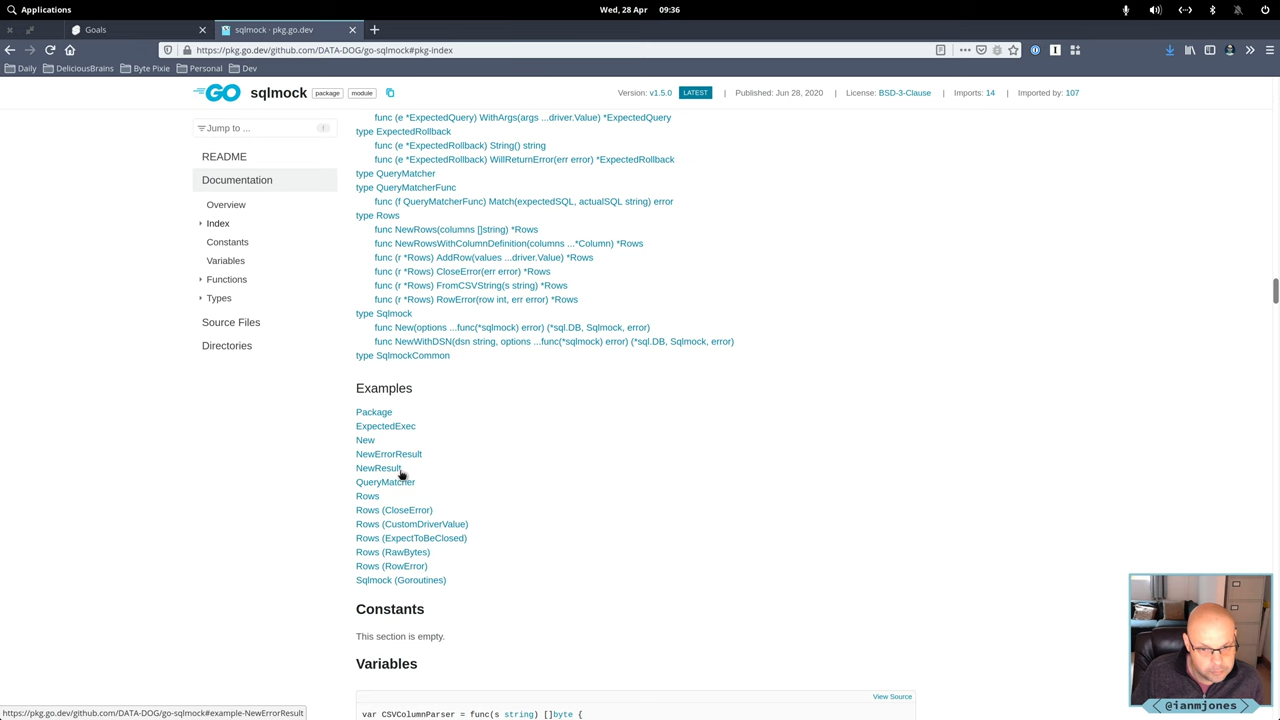 Applications
Wed, 28 Apr 09:36
Goals
sqlmock · pkg.go.dev
https://pkg.go.dev/github.com/DATA-DOG/go-sqlmock#pkg-index
Daily
DeliciousBrains
Byte Pixie
Personal
Dev
GO
sqlmock
package
module
Version: v1.5.0
LATEST
| Published: Jun 28, 2020
| License: BSD-3-Clause
| Imports: 14
| Imported by: 107
Jump to ...
README
Documentation
Overview
Index
Constants
Variables
Functions
Types
Source Files
Directories
func (e *ExpectedQuery) WithArgs(args ...driver.Value) *ExpectedQuery
type ExpectedRollback
func (e *ExpectedRollback) String() string
func (e *ExpectedRollback) WillReturnError(err error) *ExpectedRollback
type QueryMatcher
type QueryMatcherFunc
func (f QueryMatcherFunc) Match(expectedSQL, actualSQL string) error
type Rows
func NewRows(columns []string) *Rows
func NewRowsWithColumnDefinition(columns ...*Column) *Rows
func (r *Rows) AddRow(values ...driver.Value) *Rows
func (r *Rows) CloseError(err error) *Rows
func (r *Rows) FromCSVString(s string) *Rows
func (r *Rows) RowError(row int, err error) *Rows
type Sqlmock
func New(options ...func(*sqlmock) error) (*sql.DB, Sqlmock, error)
func NewWithDSN(dsn string, options ...func(*sqlmock) error) (*sql.DB, Sqlmock, error)
type SqlmockCommon
Examples
Package
ExpectedExec
New
NewErrorResult
NewResult
QueryMatcher
Rows
Rows (CloseError)
Rows (CustomDriverValue)
Rows (ExpectToBeClosed)
Rows (RawBytes)
Rows (RowError)
Sqlmock (Goroutines)
Constants
This section is empty.
Variables
View Source
var CSVColumnParser = func(s string) []byte {
https://pkg.go.dev/github.com/DATA-DOG/go-sqlmock#example-NewErrorResult
@ianmjones